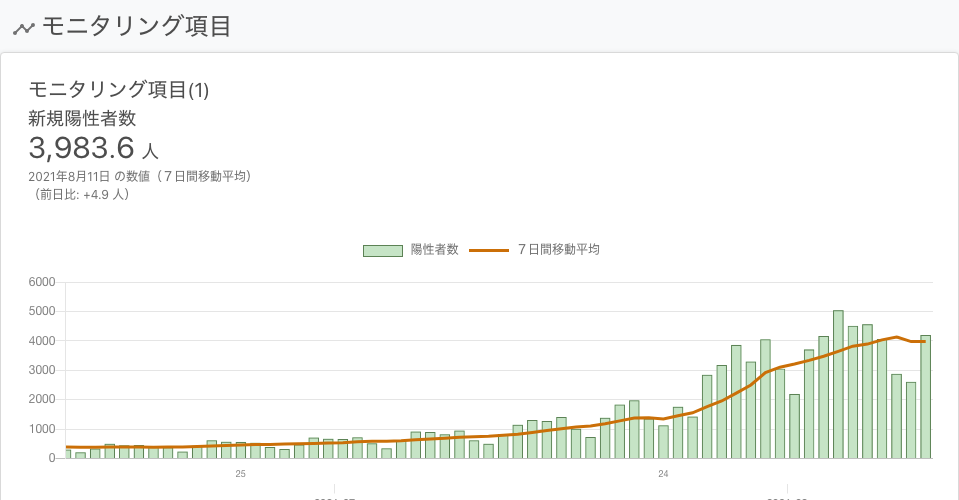 モニタリング項目
モニタリング項目(1)
新規陽性者数
3,983.6 人
2021年8月11日 の数値（７日間移動平均）
（前日比: +4.9 人）
陽性者数 ７日間移動平均
6000
5000
4000
3000
2000
1000
0
25 24